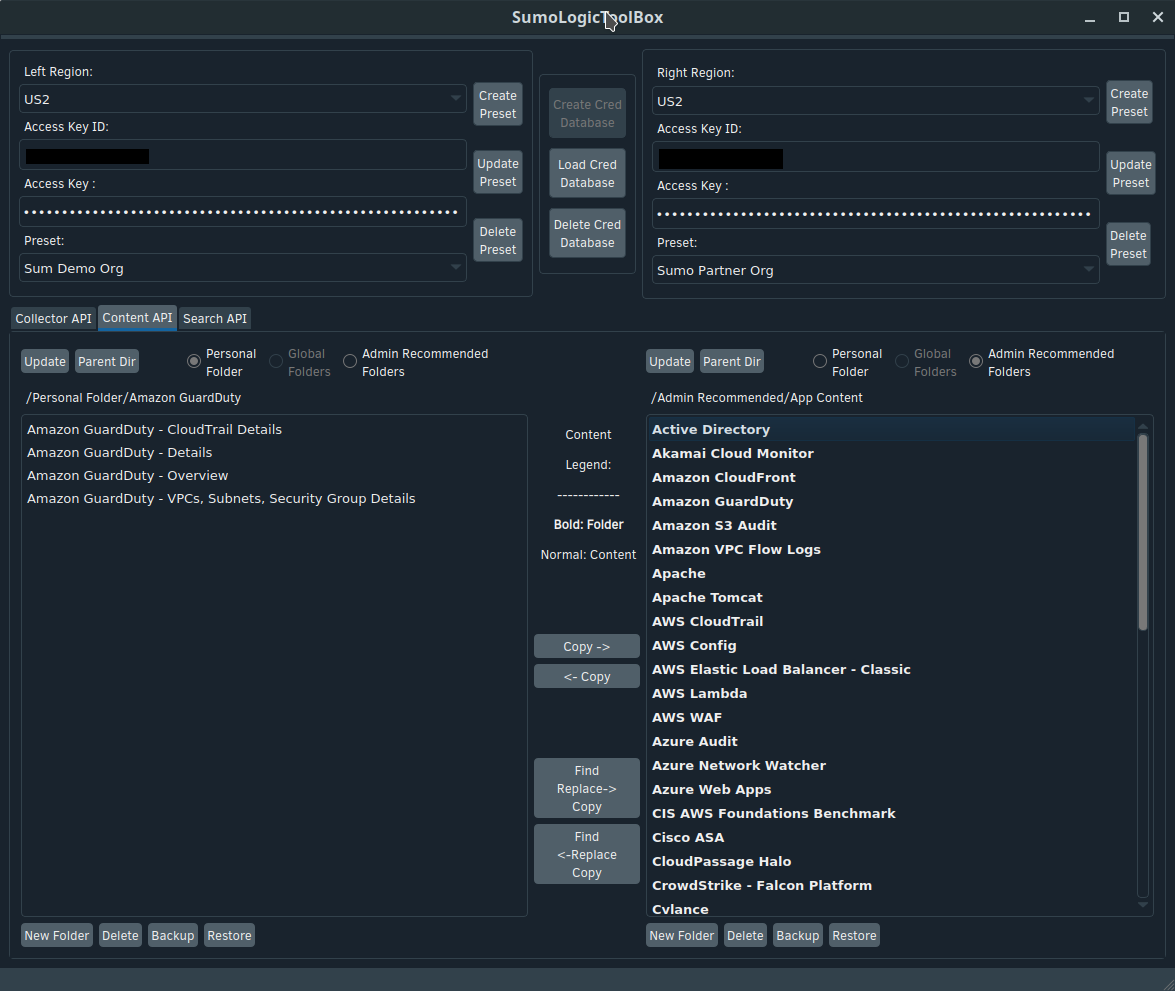 SumoLogicToolBox
Left Region:
US2
Create
Preset
Access Key ID:
Update
Preset
Access Key :
••••••••••••••••••••••••••••••••••••••••••••••••••••••••
Delete
Preset
Preset:
Sum Demo Org
Create Cred
Database
Load Cred
Database
Delete Cred
Database
Right Region:
US2
Create
Preset
Access Key ID:
Update
Preset
Access Key :
••••••••••••••••••••••••••••••••••••••••••••••••••••••••
Delete
Preset
Preset:
Sumo Partner Org
Collector API
Content API
Search API
Update
Parent Dir
Personal
Folder
Global
Folders
Admin Recommended
Folders
/Personal Folder/Amazon GuardDuty
Amazon GuardDuty - CloudTrail Details
Amazon GuardDuty - Details
Amazon GuardDuty - Overview
Amazon GuardDuty - VPCs, Subnets, Security Group Details
New Folder
Delete
Backup
Restore
Content
Legend:
------------
Bold: Folder
Normal: Content
Copy ->
<- Copy
Find
Replace->
Copy
Find
<-Replace
Copy
Update
Parent Dir
Personal
Folder
Global
Folders
Admin Recommended
Folders
/Admin Recommended/App Content
Active Directory
Akamai Cloud Monitor
Amazon CloudFront
Amazon GuardDuty
Amazon S3 Audit
Amazon VPC Flow Logs
Apache
Apache Tomcat
AWS CloudTrail
AWS Config
AWS Elastic Load Balancer - Classic
AWS Lambda
AWS WAF
Azure Audit
Azure Network Watcher
Azure Web Apps
CIS AWS Foundations Benchmark
Cisco ASA
CloudPassage Halo
CrowdStrike - Falcon Platform
Cylance
New Folder
Delete
Backup
Restore